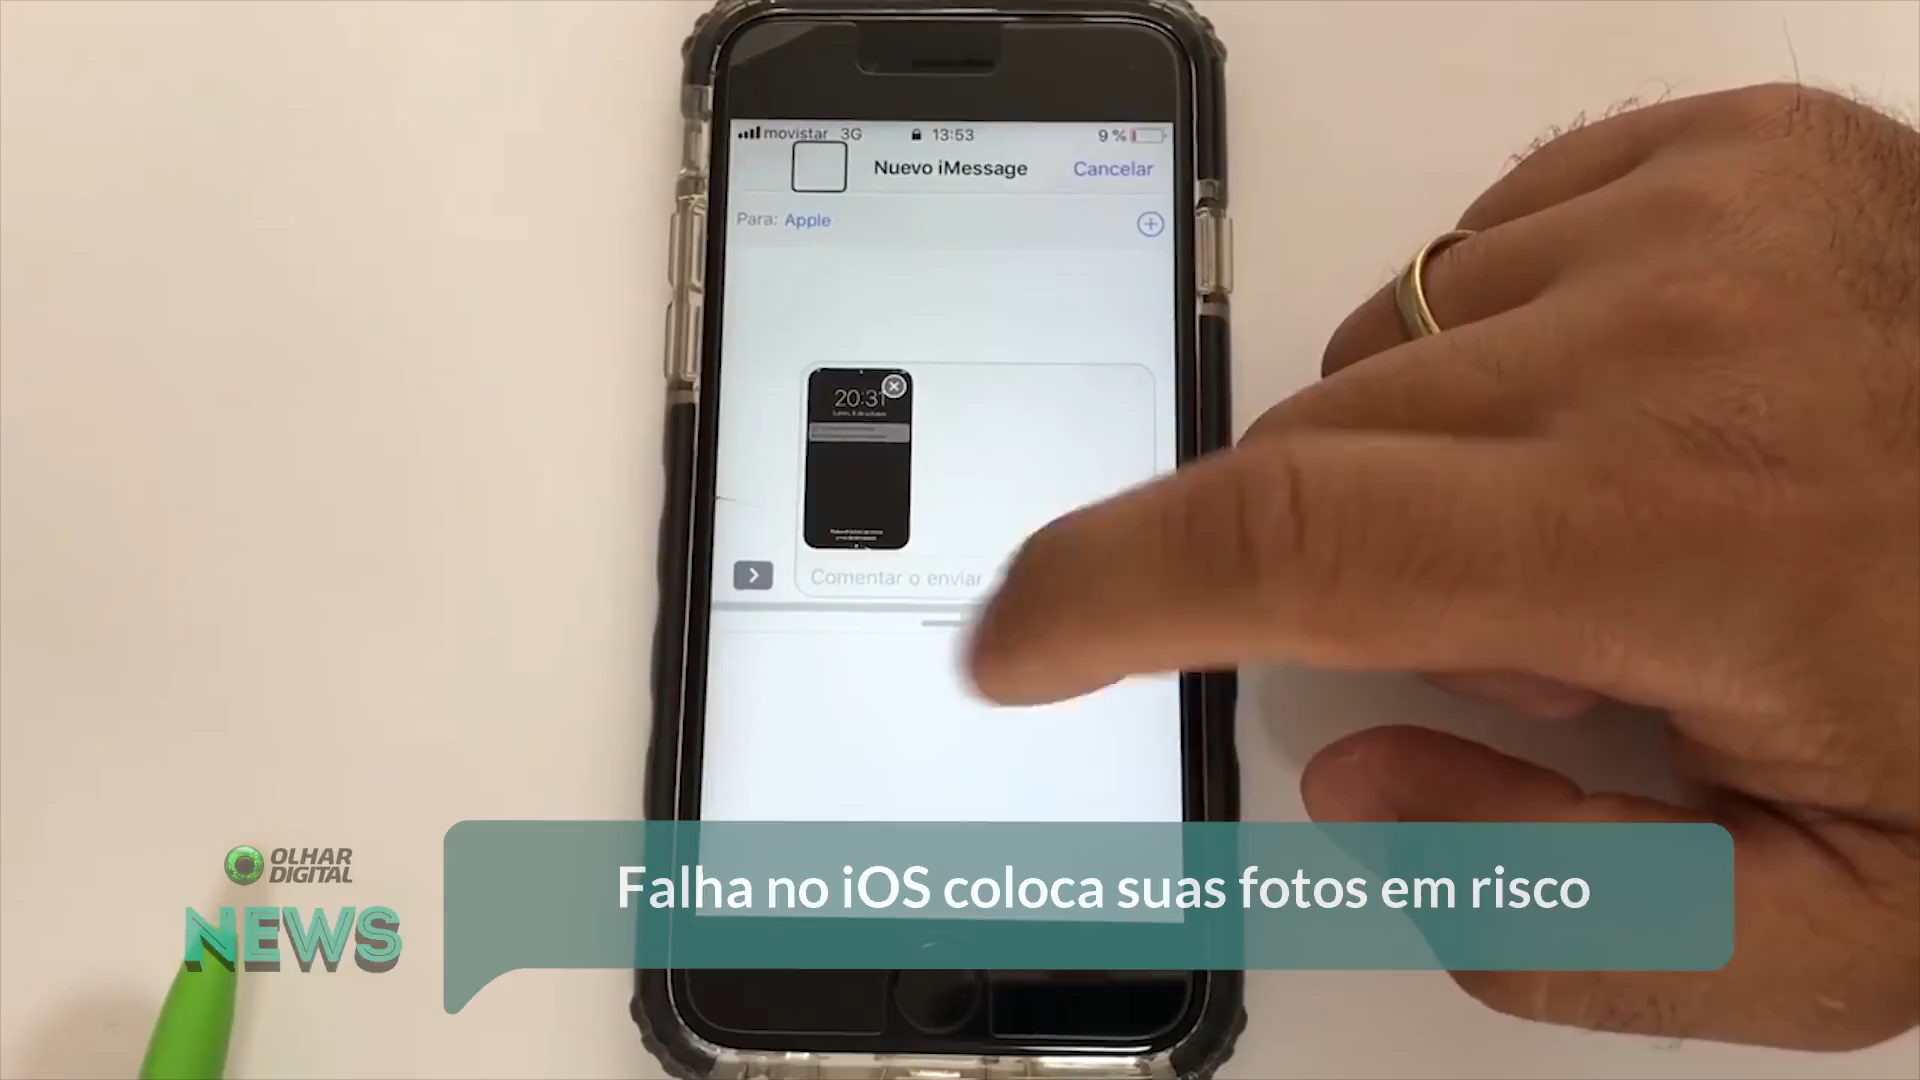 movistar 3G 13:53 9 %
Nuevo iMessage Cancelar
Para: Apple
20:31
Comentar o enviar
OLHAR
DIGITAL
NEWS
Falha no iOS coloca suas fotos em risco